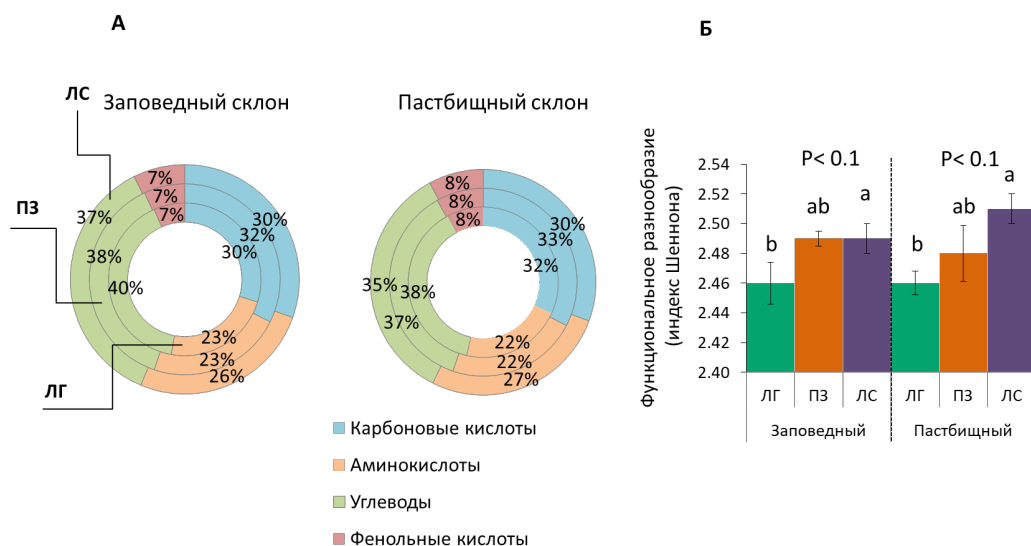 А
Б
ЛС
Заповедный склон
Пастбищный склон
ПЗ
ЛГ
7%
7%
7%
30%
32%
30%
37%
38%
40%
23%
23%
26%
8%
8%
8%
30%
33%
32%
35%
38%
37%
22%
22%
27%
Карбоновые кислоты
Аминокислоты
Углеводы
Фенольные кислоты
Функциональное разнообразие
(индекс Шеннона)
P< 0.1
P< 0.1
2.54
2.52
2.50
2.48
2.46
2.44
2.42
2.40
b
ab
a
b
ab
a
ЛГ
ПЗ
ЛС
ЛГ
ПЗ
ЛС
Заповедный
Пастбищный